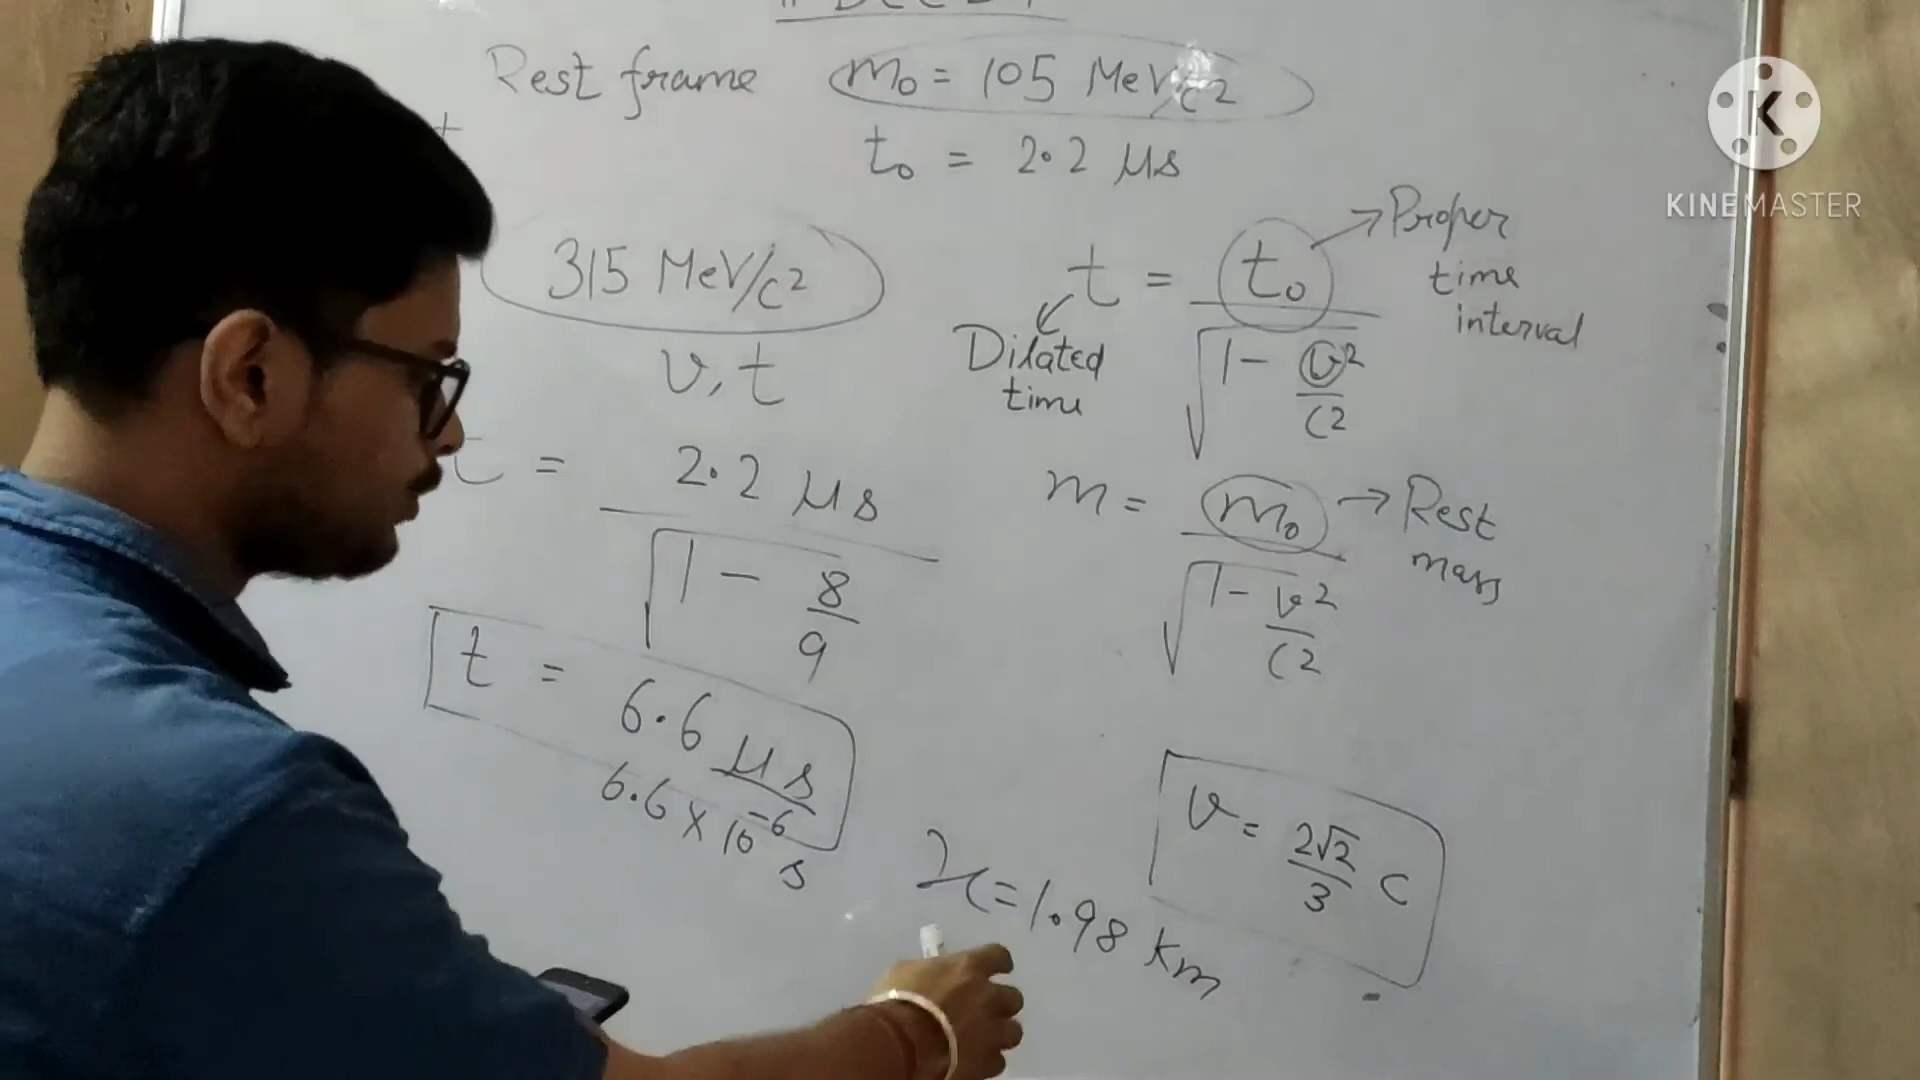 Rest frame m₀ = 105 MeV/c²
t₀ = 2.2 μs
315 MeV/c²
v, t
t = t₀ / √(1 - v²/c²)
→ Proper time interval
Dilated time
t = 2.2 μs / √(1 - 8/9)
m = m₀ / √(1 - v²/c²)
→ Rest mass
t = 6.6 μs
6.6 × 10⁻⁶ s
x = 1.98 km
v = 2√2/3 c
K
KINEMASTER